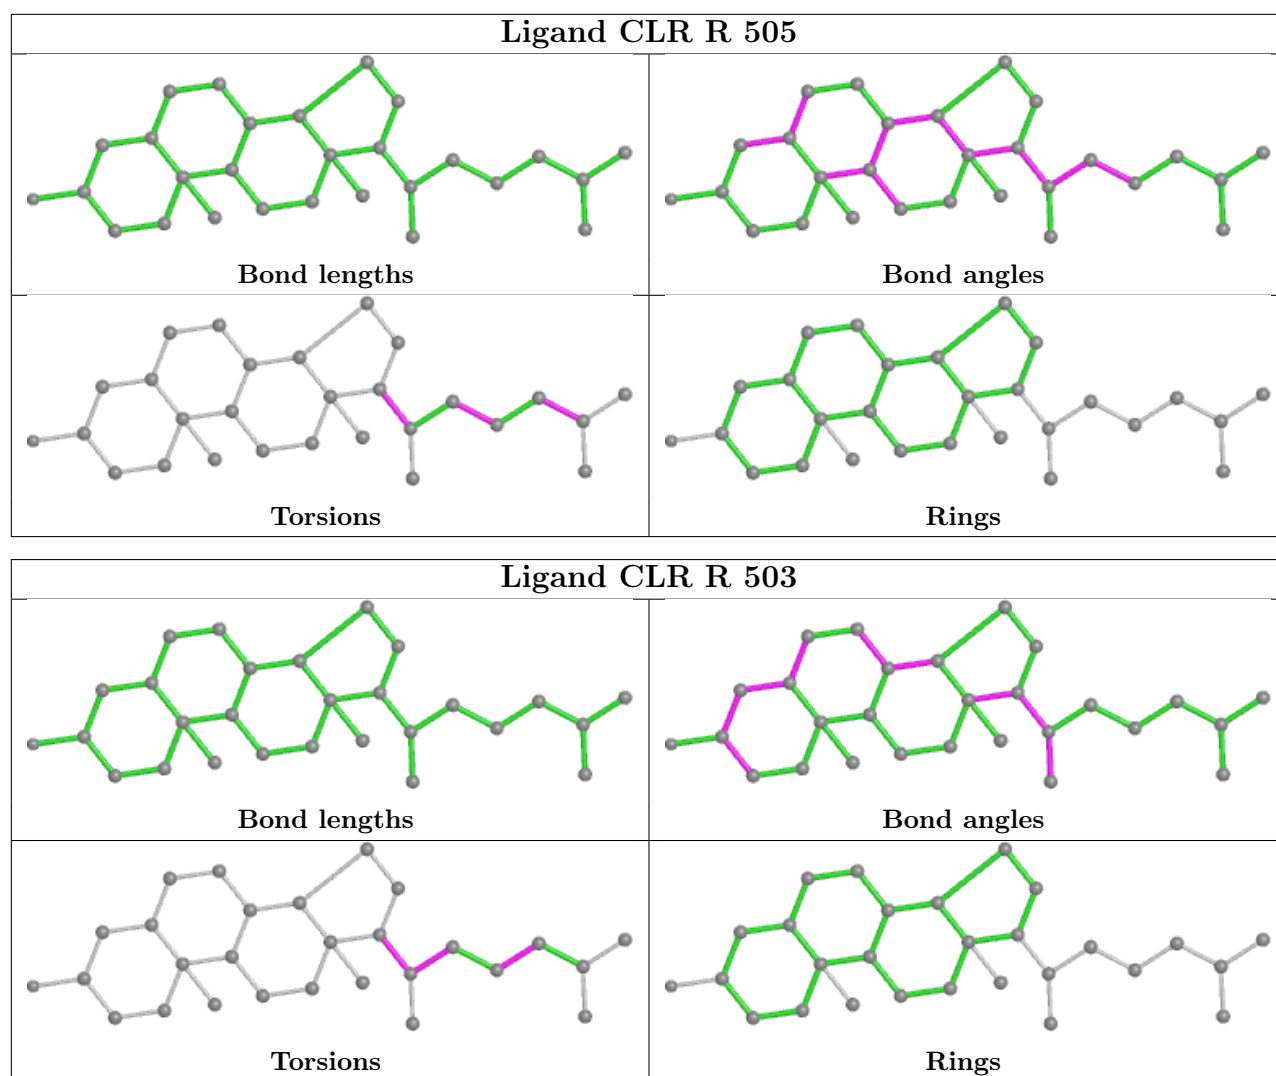 Ligand CLR R 505
Bond lengths
Bond angles
Torsions
Rings
Ligand CLR R 503
Bond lengths
Bond angles
Torsions
Rings